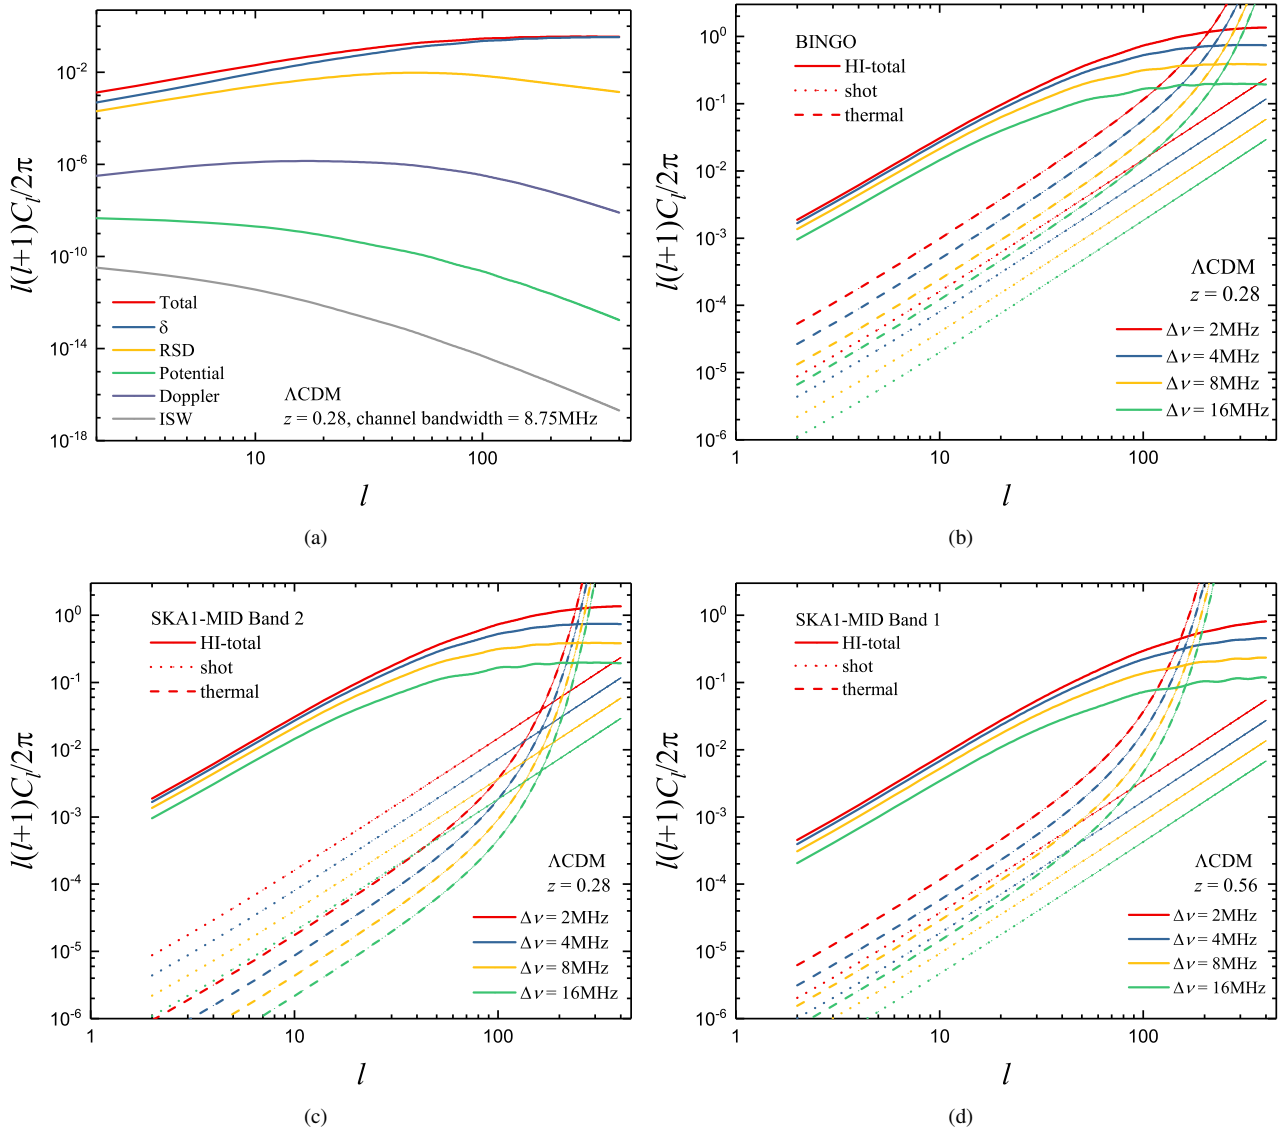 l(l+1)C_l/2π
10^-2
10^-6
10^-10
10^-14
10^-18
Total
δ
RSD
Potential
Doppler
ISW
ΛCDM
z = 0.28, channel bandwidth = 8.75MHz
10
100
l
(a)
l(l+1)C_l/2π
10^0
10^-1
10^-2
10^-3
10^-4
10^-5
10^-6
BINGO
HI-total
shot
thermal
ΛCDM
z = 0.28
Δν = 2MHz
Δν = 4MHz
Δν = 8MHz
Δν = 16MHz
1
10
100
l
(b)
l(l+1)C_l/2π
10^0
10^-1
10^-2
10^-3
10^-4
10^-5
10^-6
SKA1-MID Band 2
HI-total
shot
thermal
ΛCDM
z = 0.28
Δν = 2MHz
Δν = 4MHz
Δν = 8MHz
Δν = 16MHz
1
10
100
l
(c)
l(l+1)C_l/2π
10^0
10^-1
10^-2
10^-3
10^-4
10^-5
10^-6
SKA1-MID Band 1
HI-total
shot
thermal
ΛCDM
z = 0.56
Δν = 2MHz
Δν = 4MHz
Δν = 8MHz
Δν = 16MHz
1
10
100
l
(d)